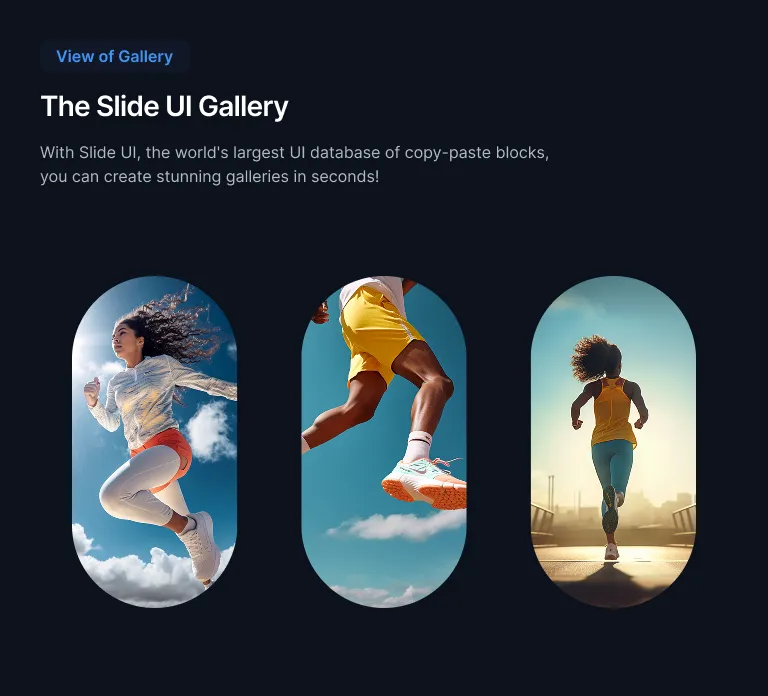 View of Gallery
The Slide UI Gallery
With Slide UI, the world's largest UI database of copy-paste blocks,
you can create stunning galleries in seconds!